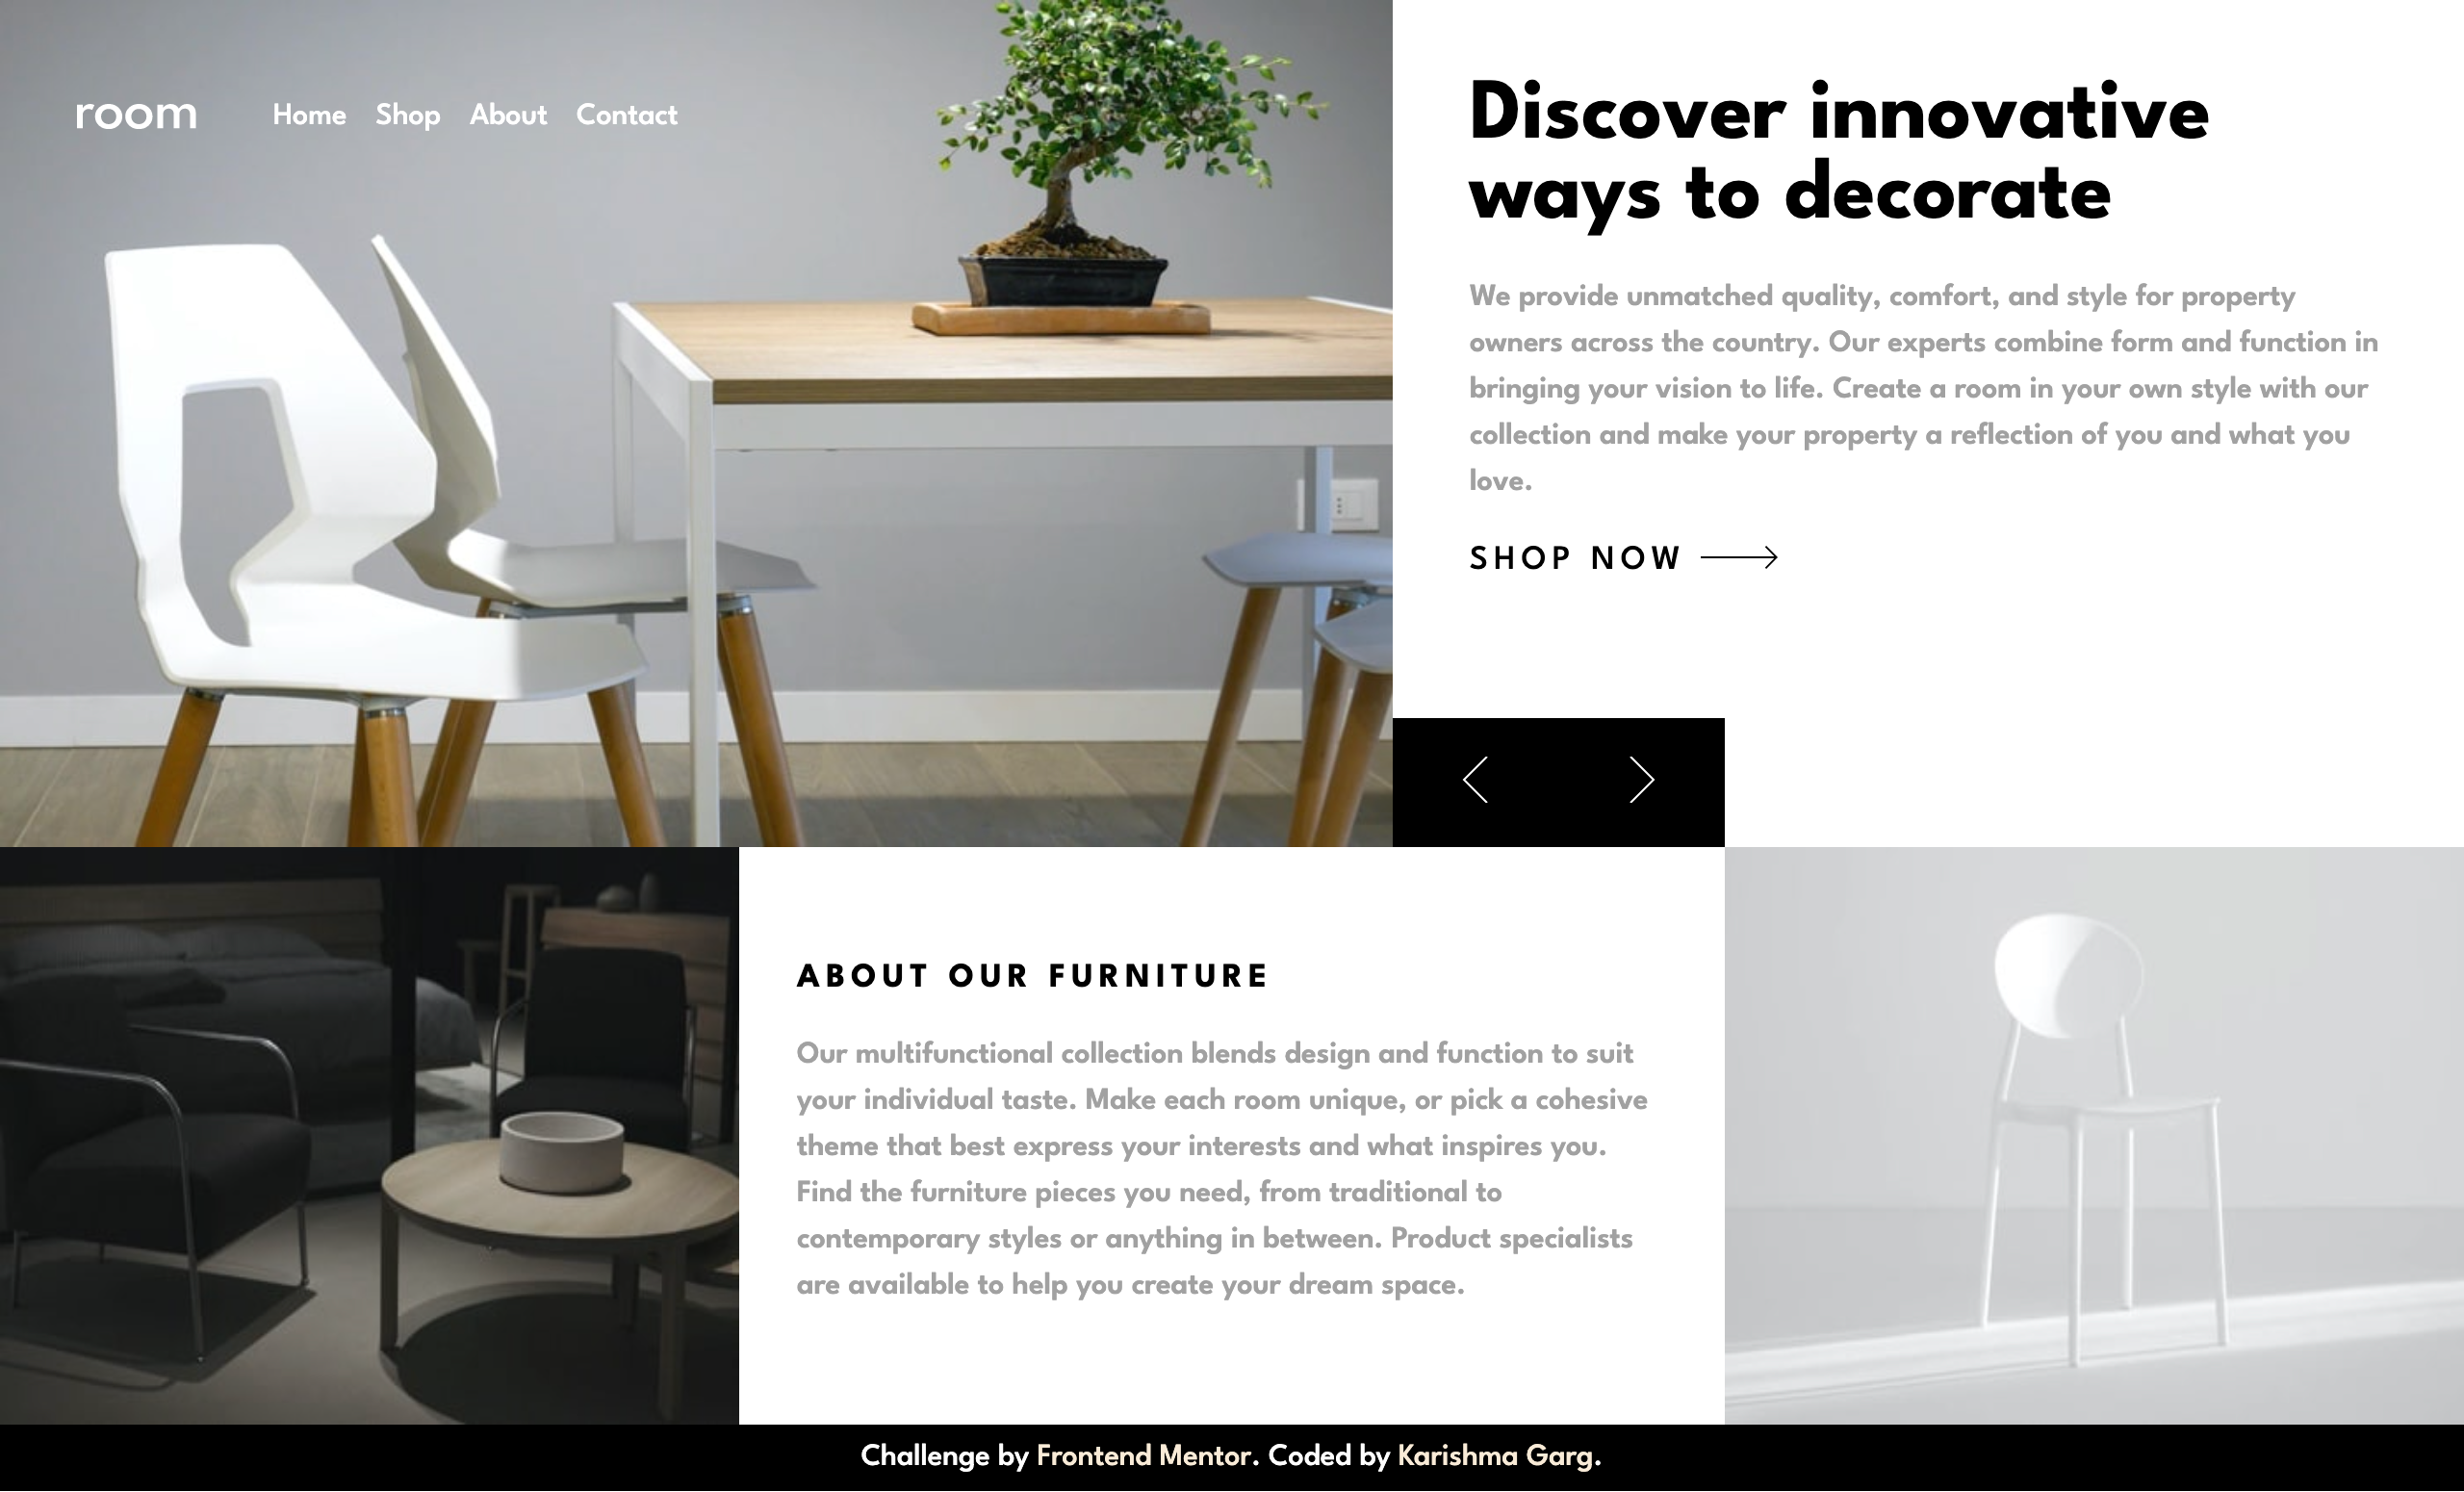 room
Home Shop About Contact
Discover innovative
ways to decorate
We provide unmatched quality, comfort, and style for property
owners across the country. Our experts combine form and function in
bringing your vision to life. Create a room in your own style with our
collection and make your property a reflection of you and what you
love.
SHOP NOW
ABOUT OUR FURNITURE
Our multifunctional collection blends design and function to suit
your individual taste. Make each room unique, or pick a cohesive
theme that best express your interests and what inspires you.
Find the furniture pieces you need, from traditional to
contemporary styles or anything in between. Product specialists
are available to help you create your dream space.
Challenge by Frontend Mentor. Coded by Karishma Garg.